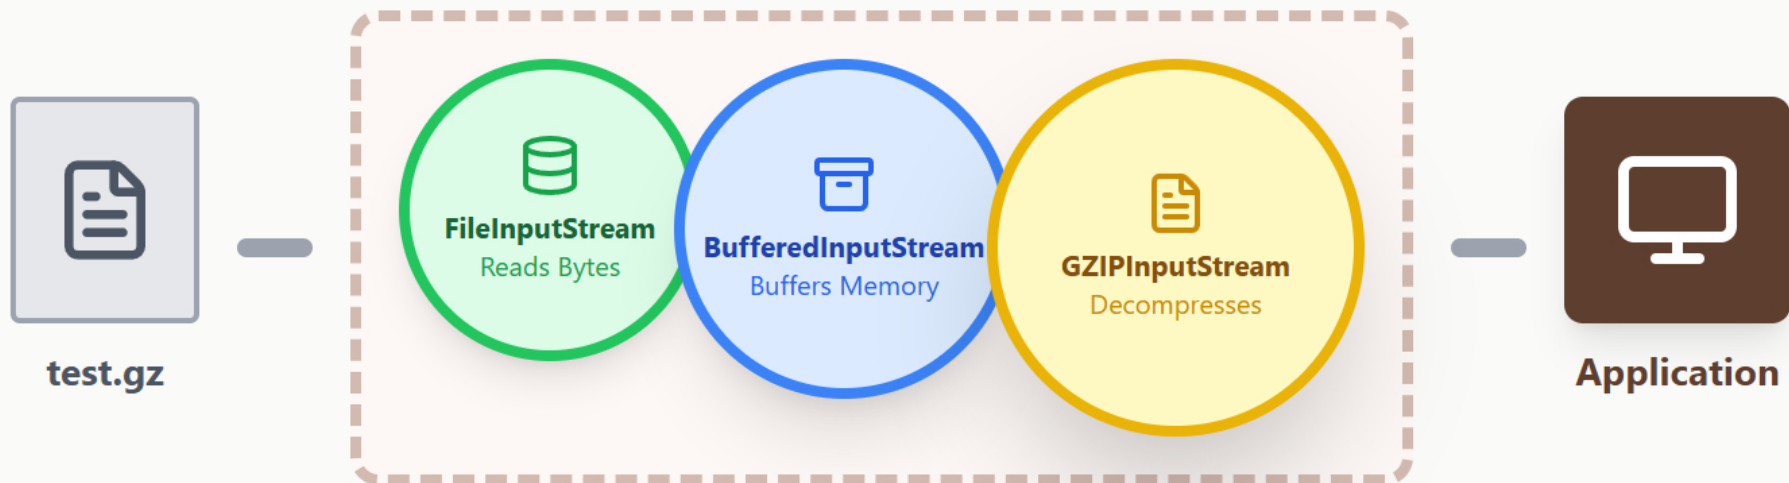 test.gz
FileInputStream
Reads Bytes
BufferedInputStream
Buffers Memory
GZIPInputStream
Decompresses
Application